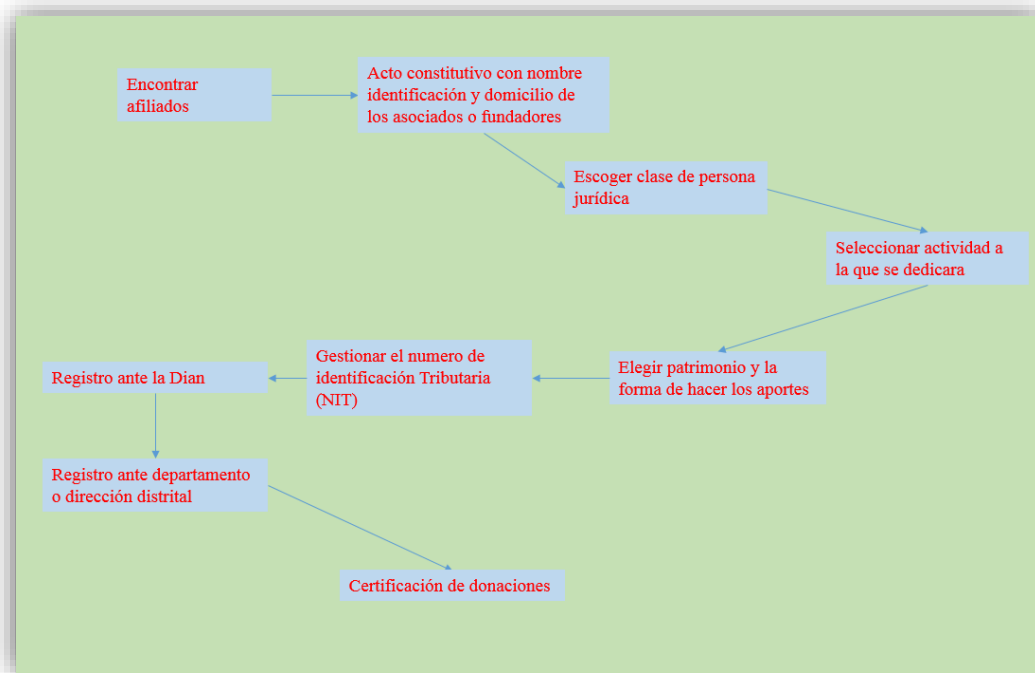 Encontrar
afiliados
Acto constitutivo con nombre
identificación y domicilio de
los asociados o fundadores
Escoger clase de persona
jurídica
Seleccionar actividad a
la que se dedicara
Elegir patrimonio y la
forma de hacer los aportes
Gestionar el numero de
identificación Tributaria
(NIT)
Registro ante la Dian
Registro ante departamento
o dirección distrital
Certificación de donaciones